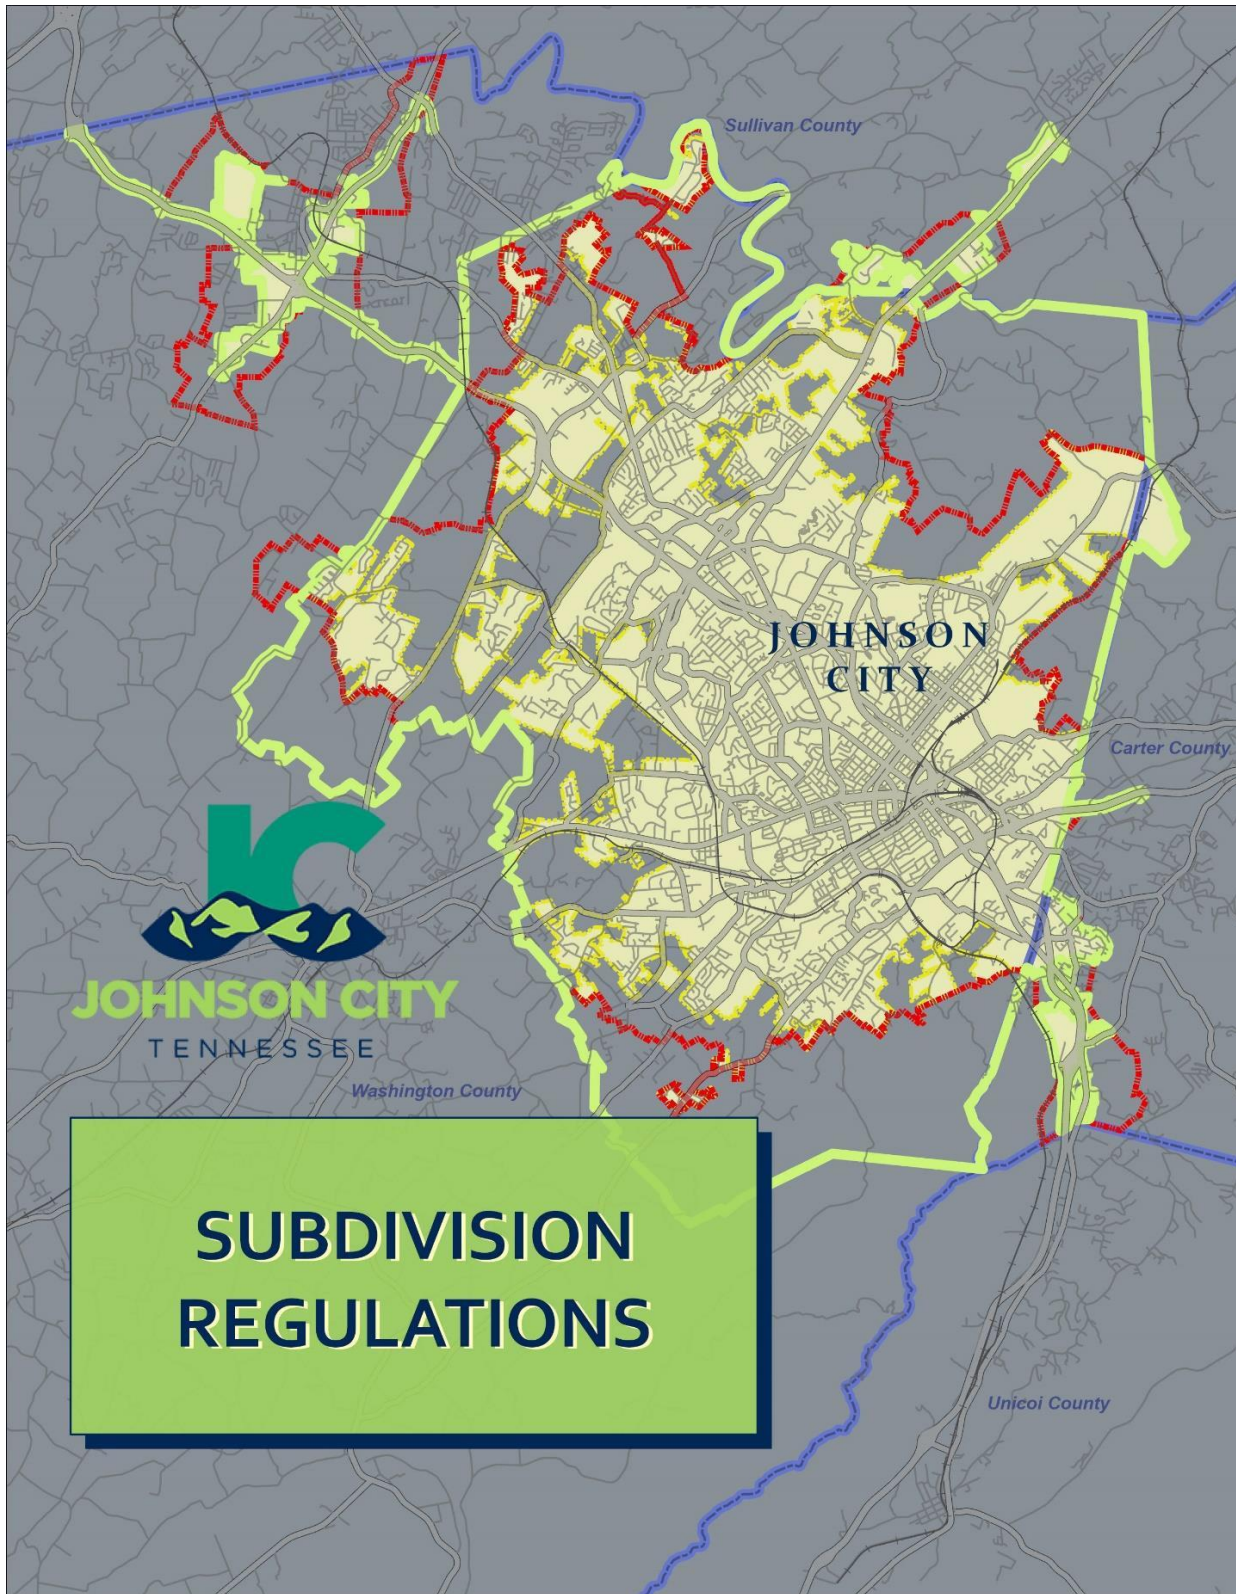 Sullivan County
JOHNSON
CITY
Carter County
JC
JOHNSON CITY
TENNESSEE
Washington County
SUBDIVISION
REGULATIONS
Unicoi County